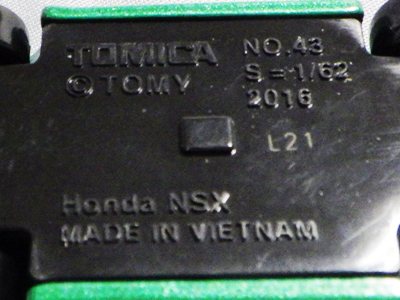 TOMICA NO.43
©TOMY S=1/62
2016
L21
Honda NSX
MADE IN VIETNAM